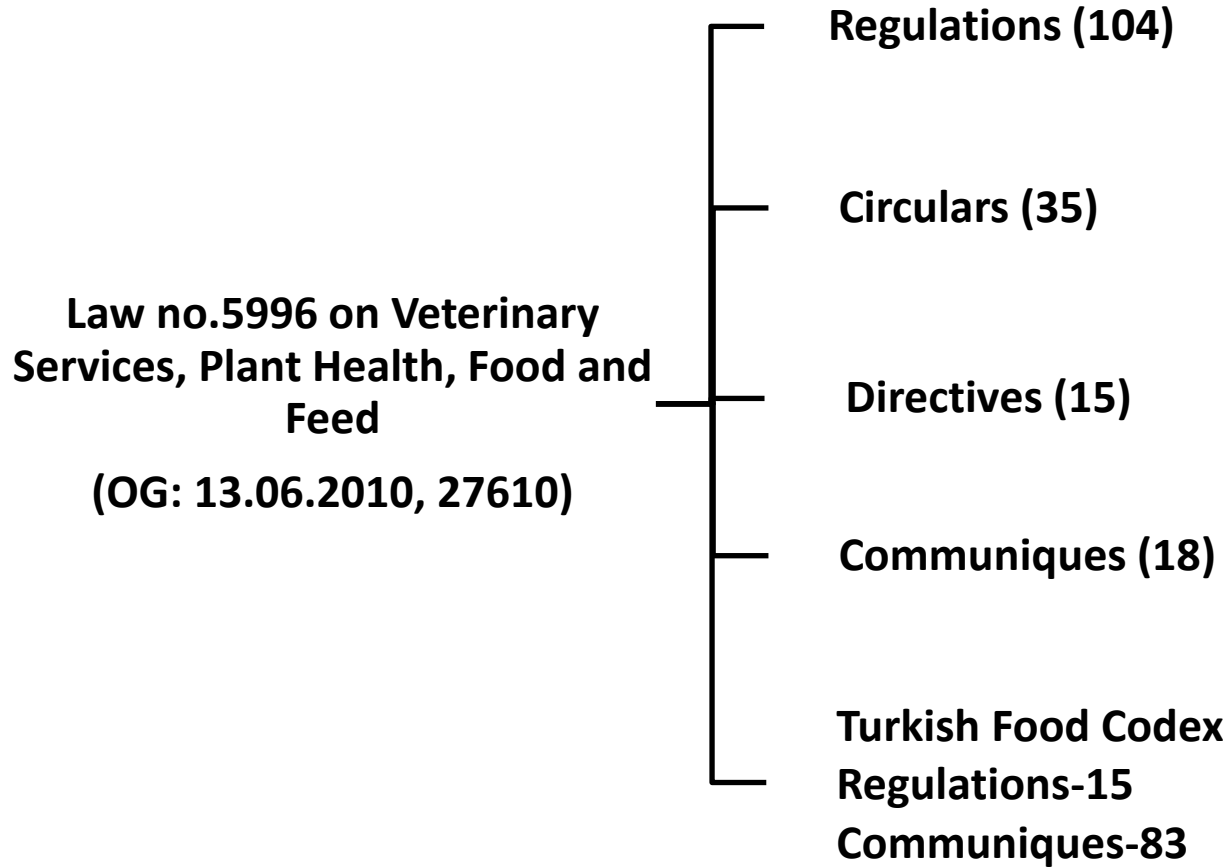 Regulations (104)
Circulars (35)
Law no.5996 on Veterinary
Services, Plant Health, Food and
Feed
(OG: 13.06.2010, 27610)
Directives (15)
Communiques (18)
Turkish Food Codex
Regulations-15
Communiques-83